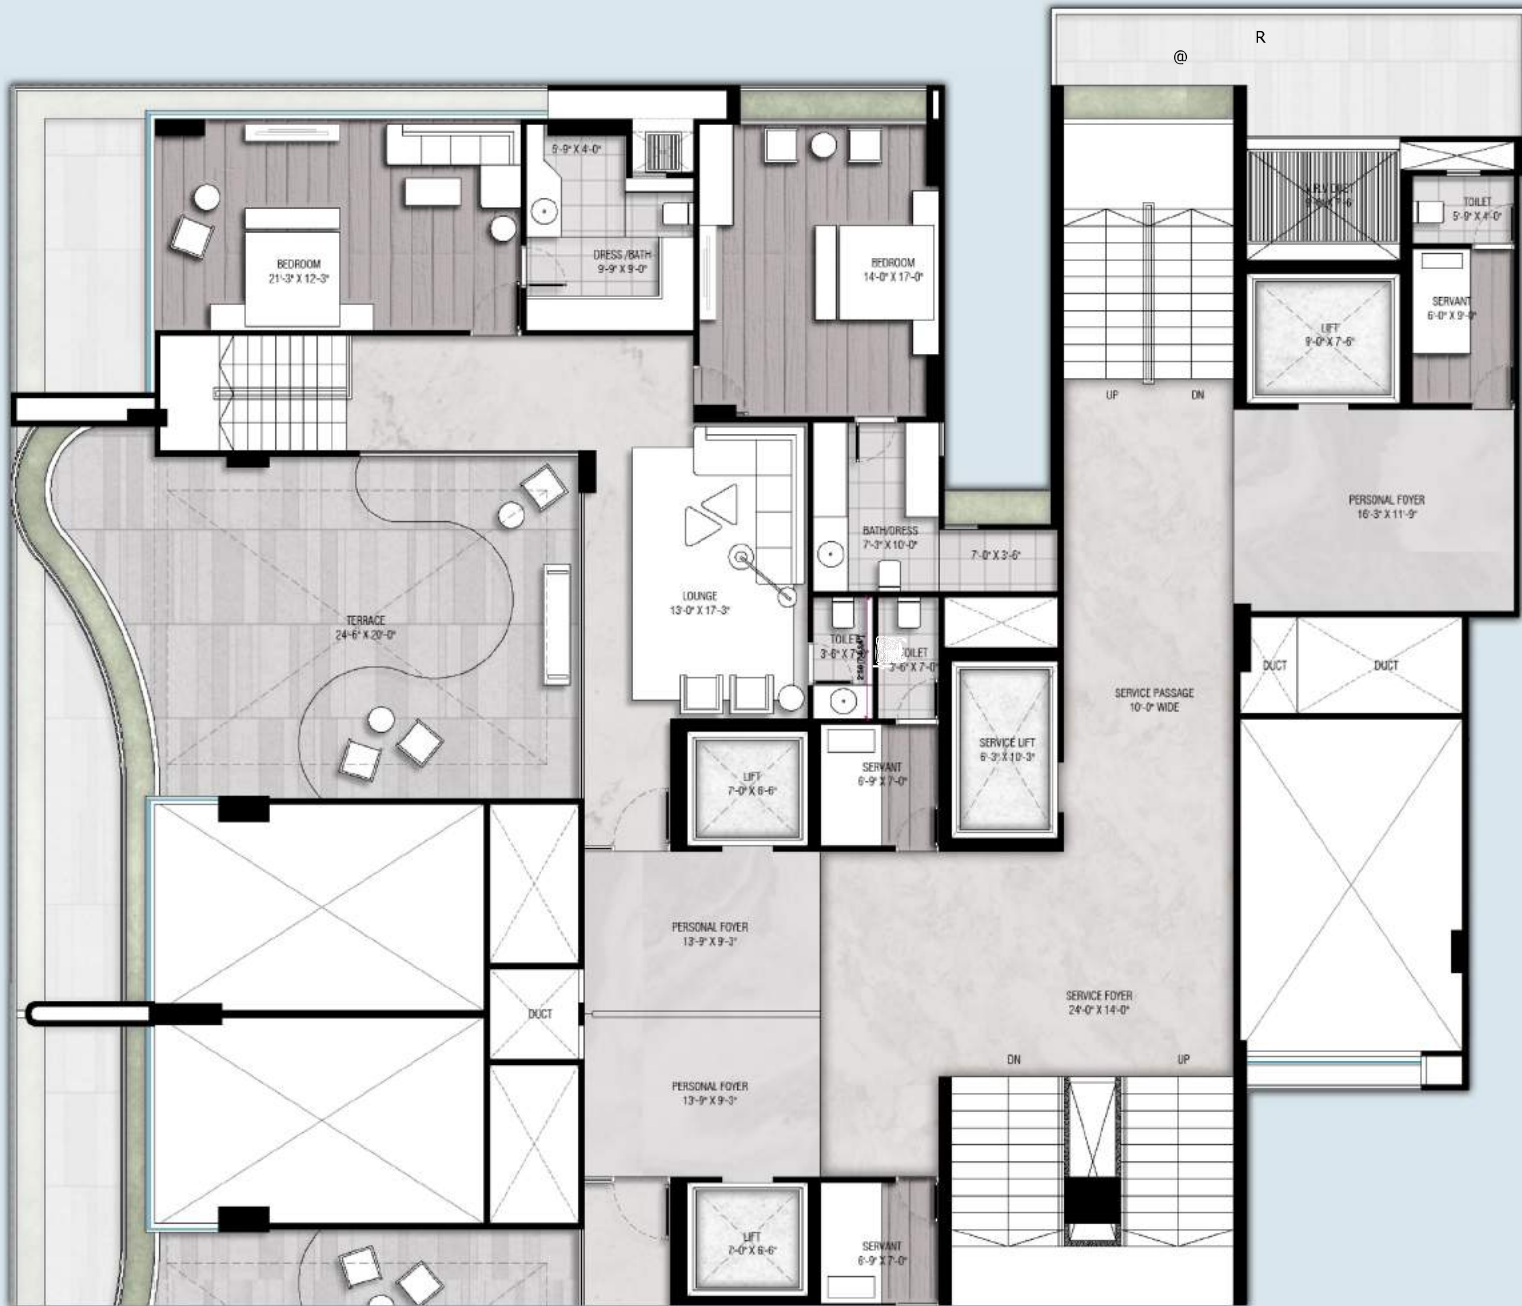 R
@
5'-9" X 4'-0"
BEDROOM
21'-3" X 12'-3"
DRESS /BATH
9'-9" X 9'-0"
BEDROOM
14'-0" X 17'-0"
TOILET
5'-9" X 4'-0"
SERVANT
6'-0" X 9'-0"
LIFT
9'-0" X 7'-6"
UP
DN
PERSONAL FOYER
16'-3" X 11'-9"
BATH/DRESS
7'-3" X 10'-0"
7'-0" X 3'-6"
LOUNGE
13'-0" X 17'-3"
TERRACE
24'-6" X 20'-0"
TOILET
3'-6" X
TOILET
3'-6" X 7'-0"
DUCT
DUCT
SERVICE PASSAGE
10'-0" WIDE
SERVICE LIFT
6'-3" X 10'-3"
LIFT
7'-0" X 6'-6"
SERVANT
6'-9" X 7'-0"
PERSONAL FOYER
13'-9" X 9'-3"
SERVICE FOYER
24'-0" X 14'-0"
DUCT
DN
UP
PERSONAL FOYER
13'-9" X 9'-3"
LIFT
7'-0" X 6'-6"
SERVANT
6'-9" X 7'-0"